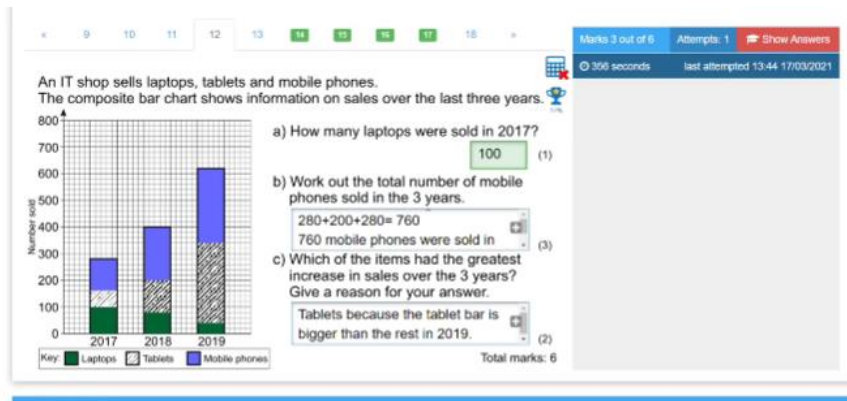 « 9 10 11 12 13 14 15 16 17 18 »
Marks 3 out of 6 Attempts: 1 Show Answers
356 seconds last attempted 13:44 17/03/2021
An IT shop sells laptops, tablets and mobile phones.
The composite bar chart shows information on sales over the last three years.
800
700
600
500
400
300
200
100
0
Number sold
2017 2018 2019
Key: Laptops Tablets Mobile phones
a) How many laptops were sold in 2017?
100 (1)
b) Work out the total number of mobile
phones sold in the 3 years.
280+200+280= 760
760 mobile phones were sold in
(3)
c) Which of the items had the greatest
increase in sales over the 3 years?
Give a reason for your answer.
Tablets because the tablet bar is
bigger than the rest in 2019.
(2)
Total marks: 6